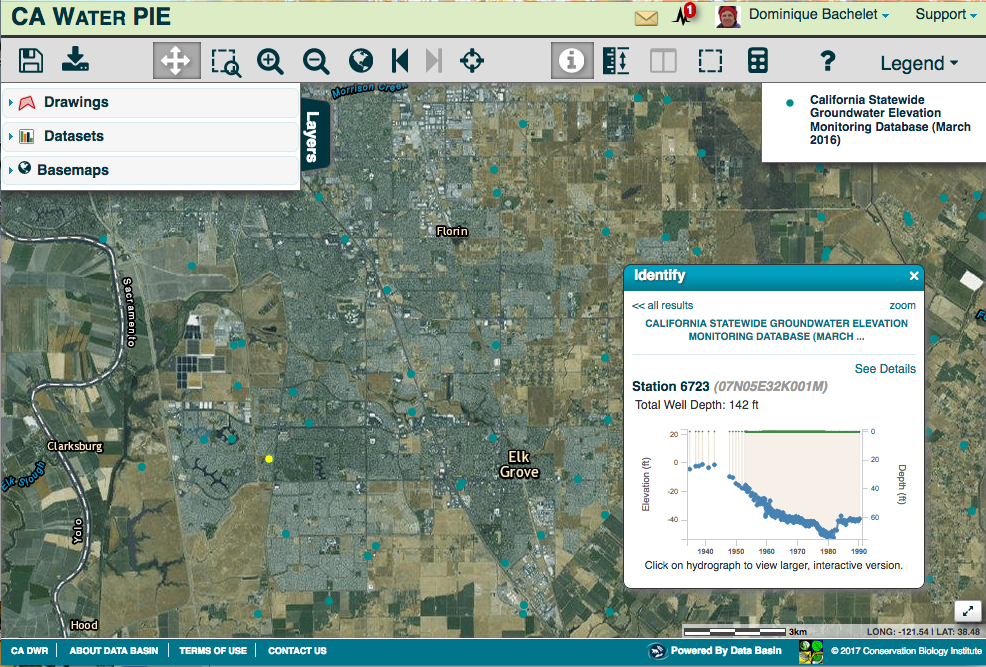 CA WATER PIE
1
Dominique Bachelet
Support
i
?
Legend
Drawings
Datasets
Basemaps
Layers
Morrison Creek
California Statewide
Groundwater Elevation
Monitoring Database (March
2016)
Florin
Sacramento
Identify
×
<< all results
zoom
CALIFORNIA STATEWIDE GROUNDWATER ELEVATION
MONITORING DATABASE (MARCH ...
See Details
Station 6723 (07N05E32K001M)
Total Well Depth: 142 ft
20
0
-20
-40
Elevation (ft)
0
20
40
60
Depth (ft)
1940 1950 1960 1970 1980 1990
Click on hydrograph to view larger, interactive version.
Clarksburg
Elk Slough
Elk
Grove
Yolo
Hood
3km
LONG: -121.54 | LAT: 38.48
CA DWR
ABOUT DATA BASIN
TERMS OF USE
CONTACT US
Powered By Data Basin
© 2017 Conservation Biology Institute